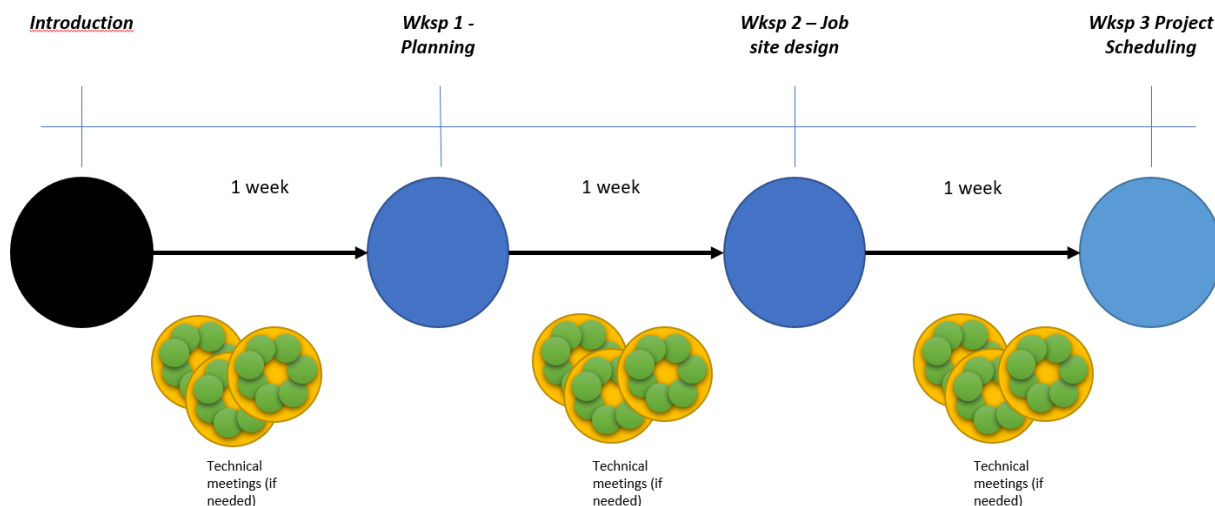 Introduction
Wksp 1 -
Planning
Wksp 2 – Job
site design
Wksp 3 Project
Scheduling
1 week
1 week
1 week
Technical
meetings (if
needed)
Technical
meetings (if
needed)
Technical
meetings (if
needed)